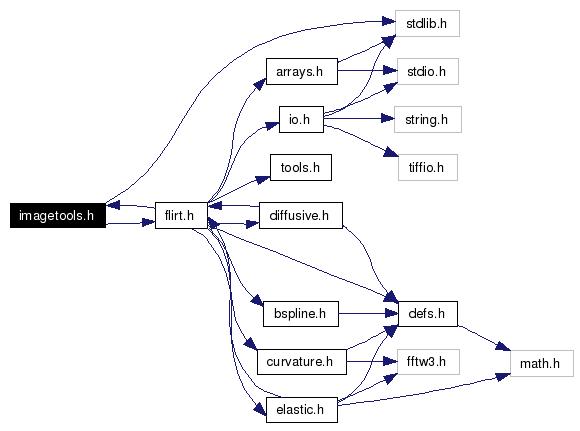 stdlib.h
arrays.h
stdio.h
io.h
string.h
tools.h
tiffio.h
imagetools.h
flirt.h
diffusive.h
bspline.h
defs.h
curvature.h
fftw3.h
math.h
elastic.h